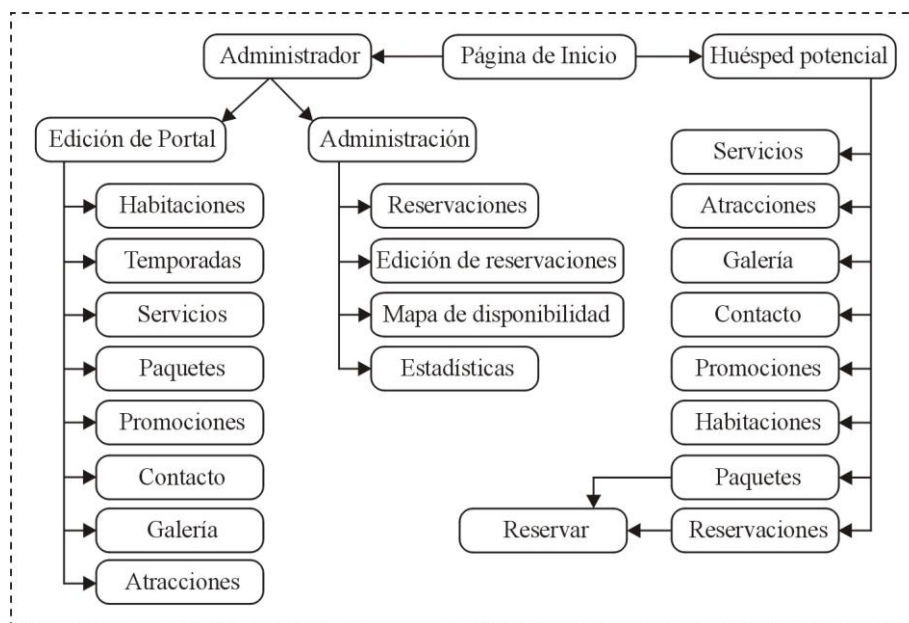 Administrador
Página de Inicio
Huésped potencial
Edición de Portal
Administración
Habitaciones
Temporadas
Servicios
Paquetes
Promociones
Contacto
Galería
Atracciones
Reservaciones
Edición de reservaciones
Mapa de disponibilidad
Estadísticas
Servicios
Atracciones
Galería
Contacto
Promociones
Habitaciones
Paquetes
Reservaciones
Reservar